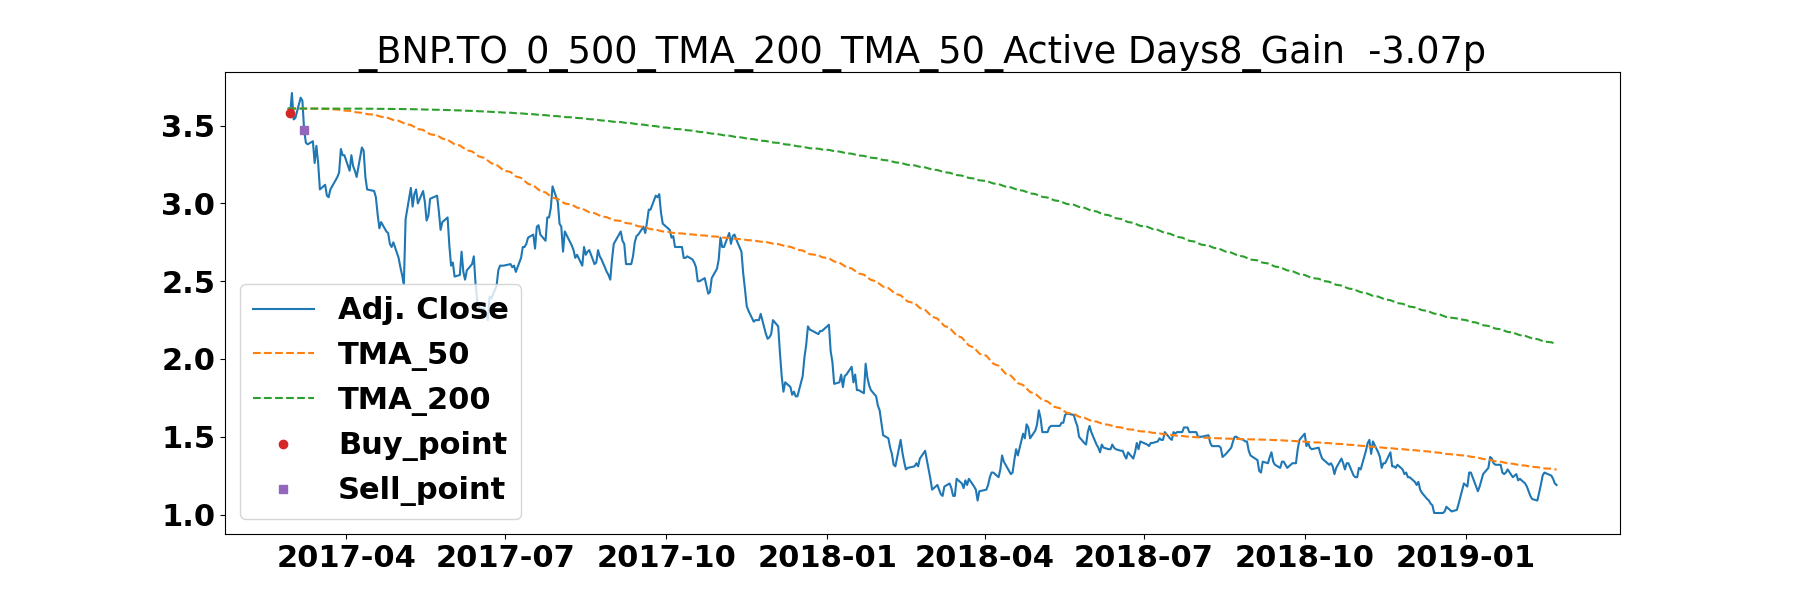 _BNP.TO_0_500_TMA_200_TMA_50_Active Days8_Gain  -3.07p
3.5
3.0
2.5
2.0
1.5
1.0
Adj. Close
TMA_50
TMA_200
Buy_point
Sell_point
2017-04 2017-07 2017-10 2018-01 2018-04 2018-07 2018-10 2019-01